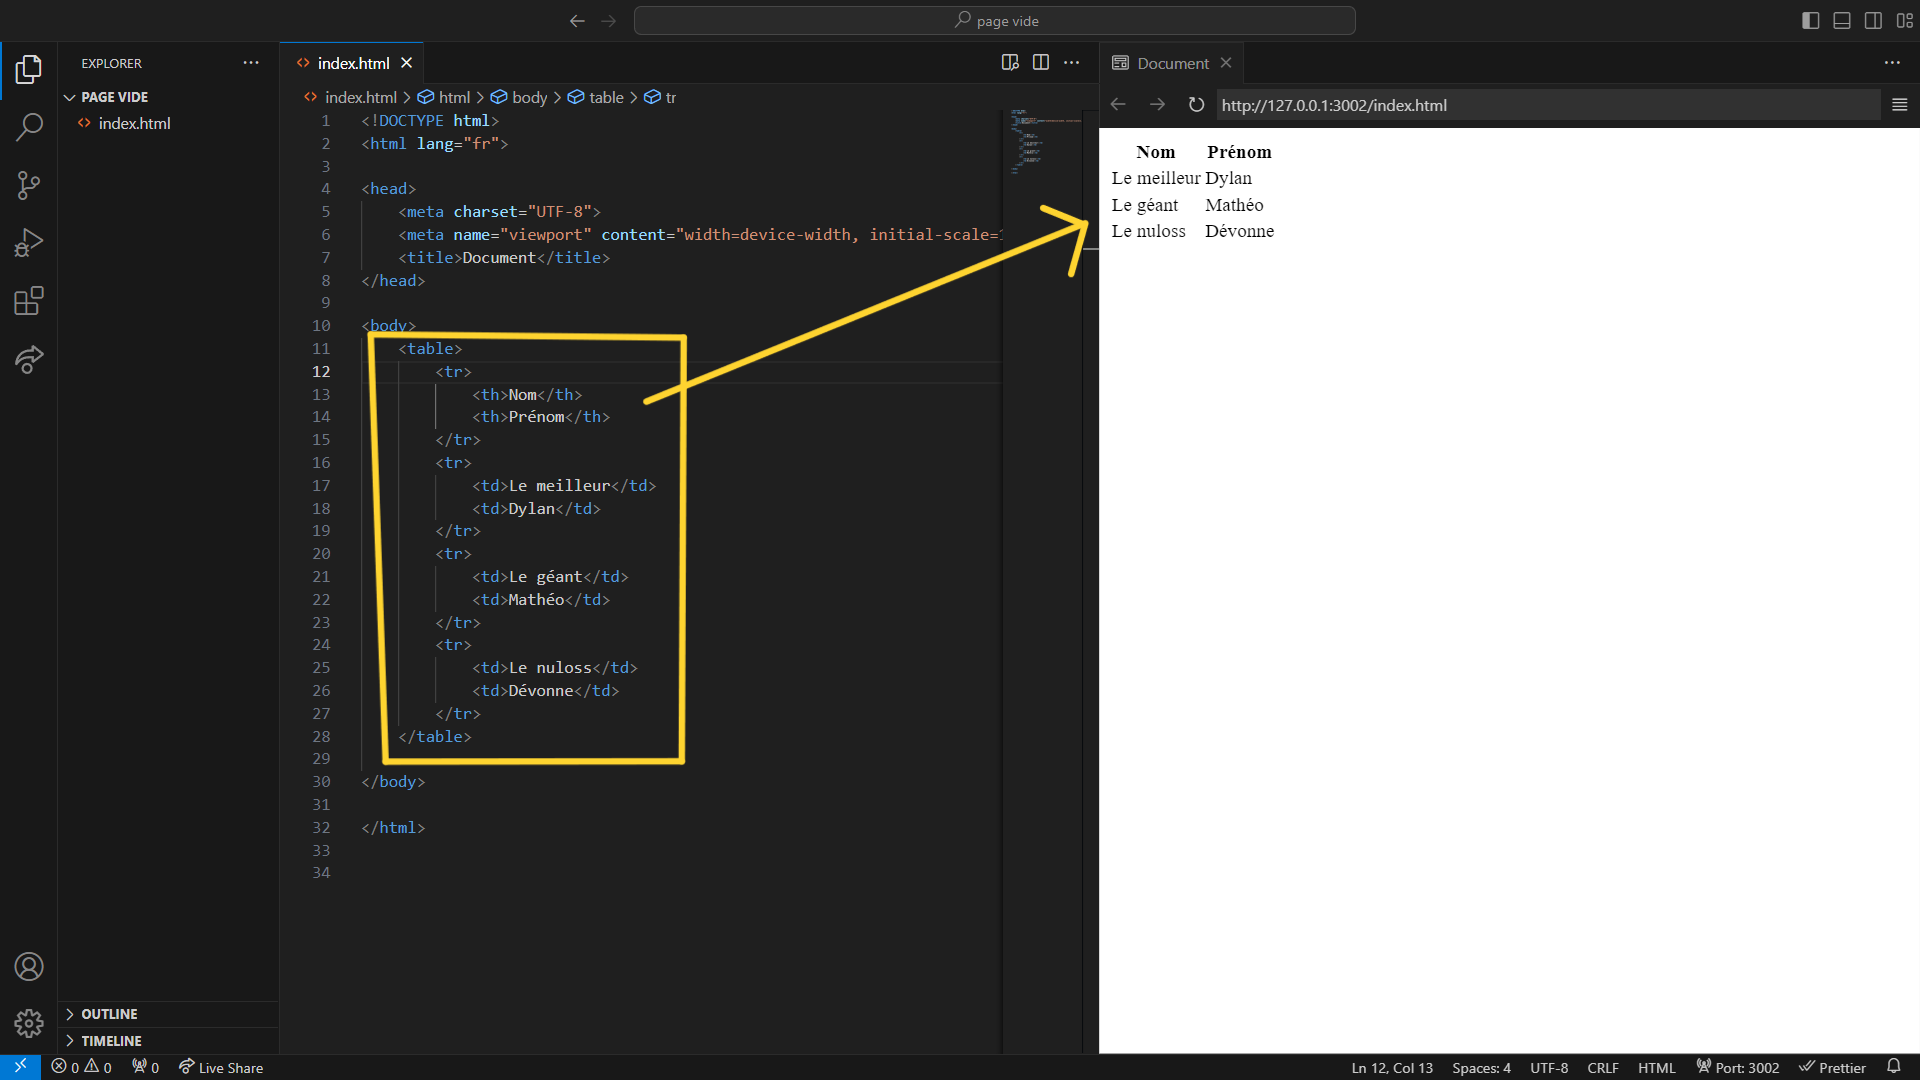 page vide
EXPLORER
PAGE VIDE
index.html
OUTLINE
TIMELINE
index.html
index.html > html > body > table > tr
1 <!DOCTYPE html>
2 <html lang="fr">
3
4 <head>
5 <meta charset="UTF-8">
6 <meta name="viewport" content="width=device-width, initial-scale=1
7 <title>Document</title>
8 </head>
9
10 <body>
11 <table>
12 <tr>
13 <th>Nom</th>
14 <th>Prénom</th>
15 </tr>
16 <tr>
17 <td>Le meilleur</td>
18 <td>Dylan</td>
19 </tr>
20 <tr>
21 <td>Le géant</td>
22 <td>Mathéo</td>
23 </tr>
24 <tr>
25 <td>Le nuloss</td>
26 <td>Dévonne</td>
27 </tr>
28 </table>
29
30 </body>
31
32 </html>
33
34
Document
http://127.0.0.1:3002/index.html
Nom Prénom
Le meilleur Dylan
Le géant Mathéo
Le nuloss Dévonne
0 0 0 Live Share Ln 12, Col 13 Spaces: 4 UTF-8 CRLF HTML Port: 3002 Prettier